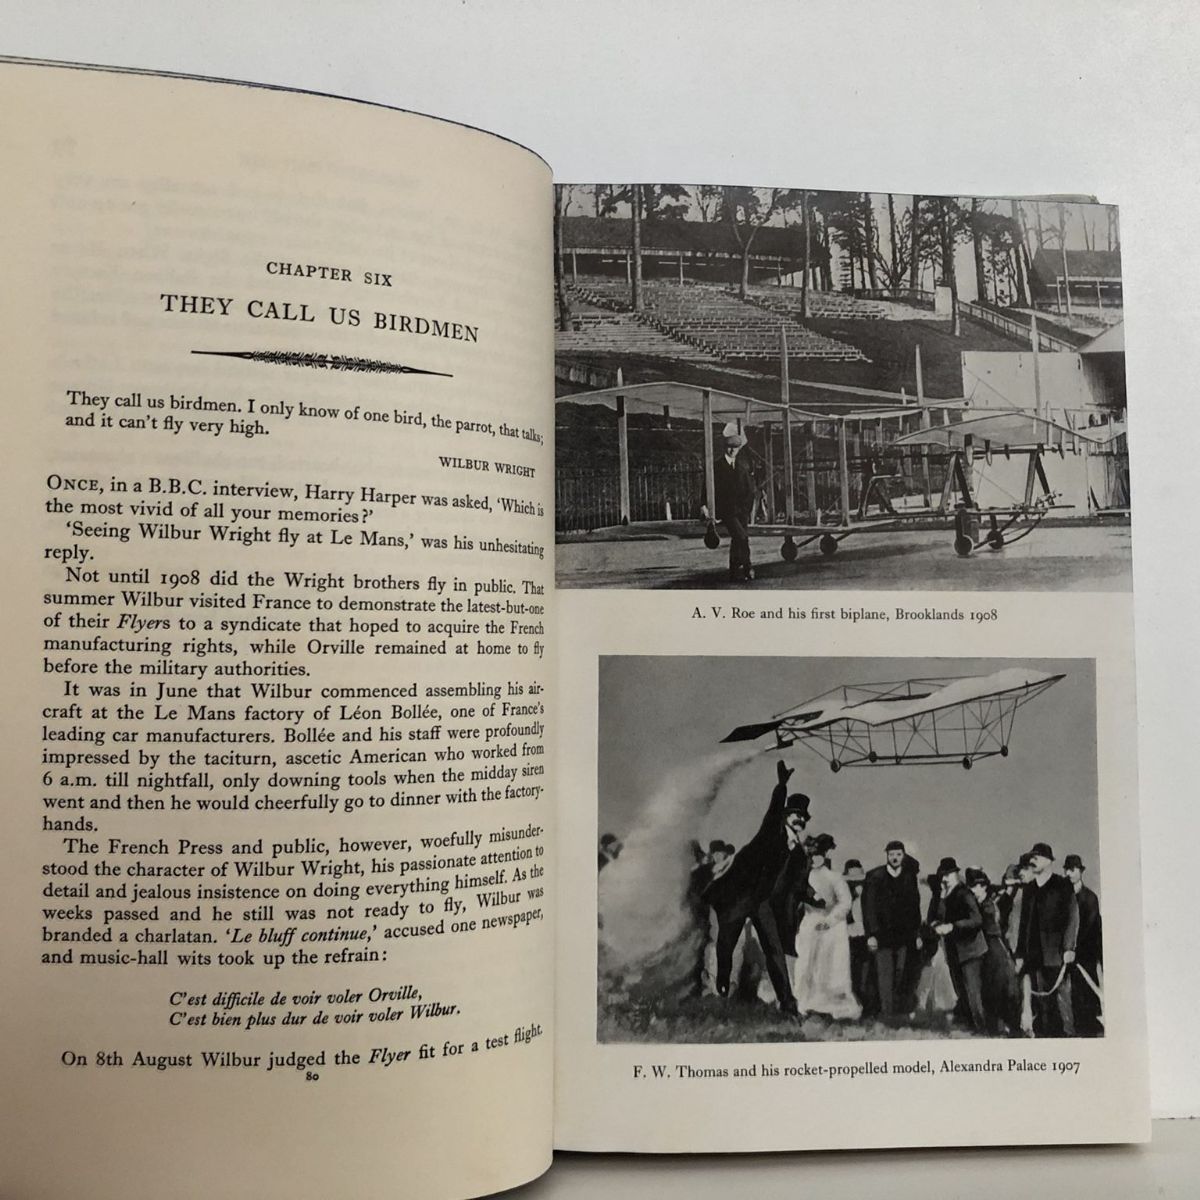 CHAPTER SIX
THEY CALL US BIRDMEN
They call us birdmen. I only know of one bird, the parrot, that talks;
and it can't fly very high.
WILBUR WRIGHT
ONCE, in a B.B.C. interview, Harry Harper was asked, 'Which is
the most vivid of all your memories?'
'Seeing Wilbur Wright fly at Le Mans,' was his unhesitating
reply.
Not until 1908 did the Wright brothers fly in public. That
summer Wilbur visited France to demonstrate the latest-but-one
of their Flyers to a syndicate that hoped to acquire the French
manufacturing rights, while Orville remained at home to fly
before the military authorities.
It was in June that Wilbur commenced assembling his air-
craft at the Le Mans factory of Léon Bollée, one of France's
leading car manufacturers. Bollée and his staff were profoundly
impressed by the taciturn, ascetic American who worked from
6 a.m. till nightfall, only downing tools when the midday siren
went and then he would cheerfully go to dinner with the factory-
hands.
The French Press and public, however, woefully misunder-
stood the character of Wilbur Wright, his passionate attention to
detail and jealous insistence on doing everything himself. As the
weeks passed and he still was not ready to fly, Wilbur was
branded a charlatan. 'Le bluff continue,' accused one newspaper,
and music-hall wits took up the refrain:
C'est difficile de voir voler Orville,
C'est bien plus dur de voir voler Wilbur.
On 8th August Wilbur judged the Flyer fit for a test flight.
80
A. V. Roe and his first biplane, Brooklands 1908
F. W. Thomas and his rocket-propelled model, Alexandra Palace 1907